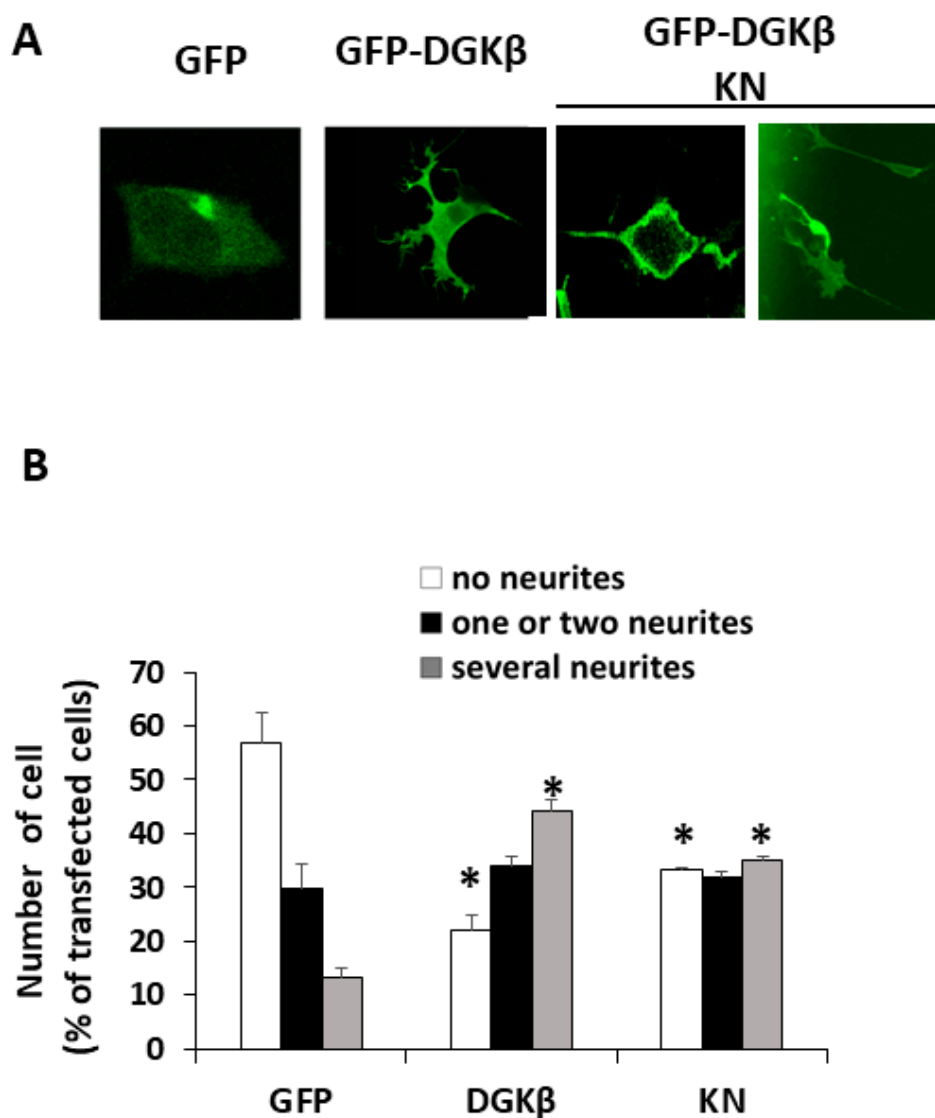 A
GFP
GFP-DGKβ
GFP-DGKβ
KN
B
no neurites
one or two neurites
several neurites
Number of cell
(% of transfected cells)
70
60
50
40
30
20
10
0
*
*
*
*
GFP
DGKβ
KN